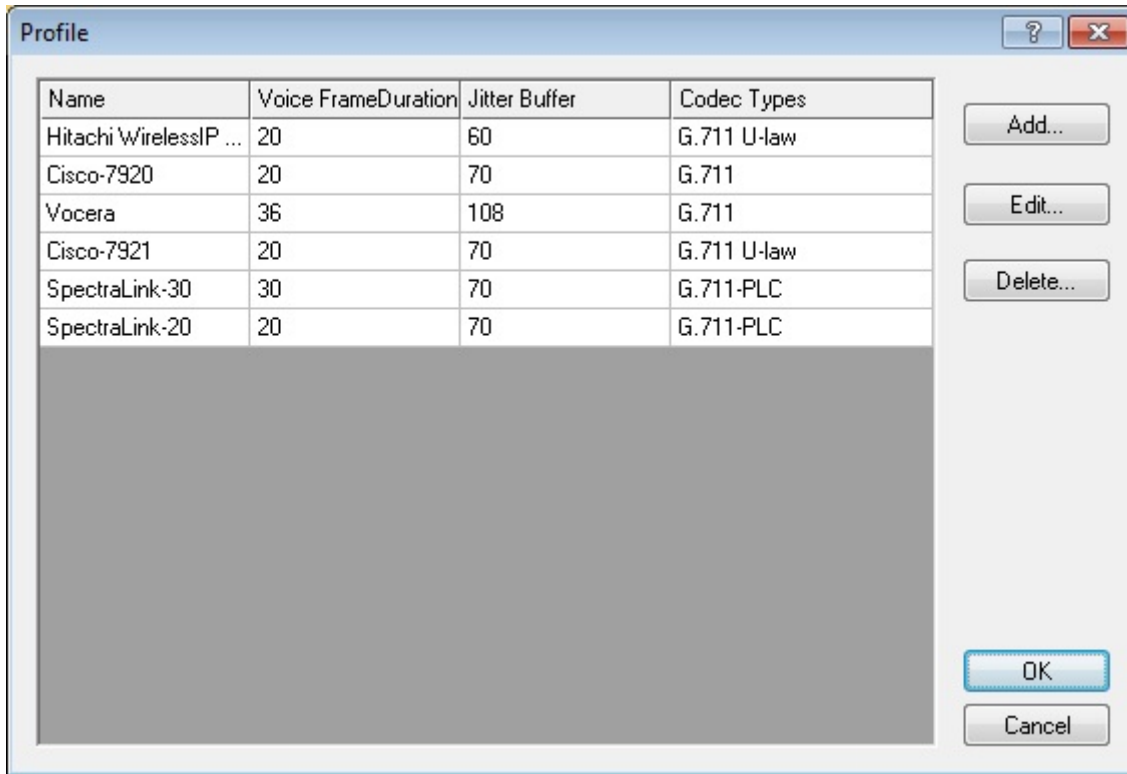 Profile
Name Voice FrameDuration Jitter Buffer Codec Types
Hitachi WirelessIP ... 20 60 G.711 U-law
Cisco-7920 20 70 G.711
Vocera 36 108 G.711
Cisco-7921 20 70 G.711 U-law
SpectraLink-30 30 70 G.711-PLC
SpectraLink-20 20 70 G.711-PLC
Add...
Edit...
Delete...
OK
Cancel